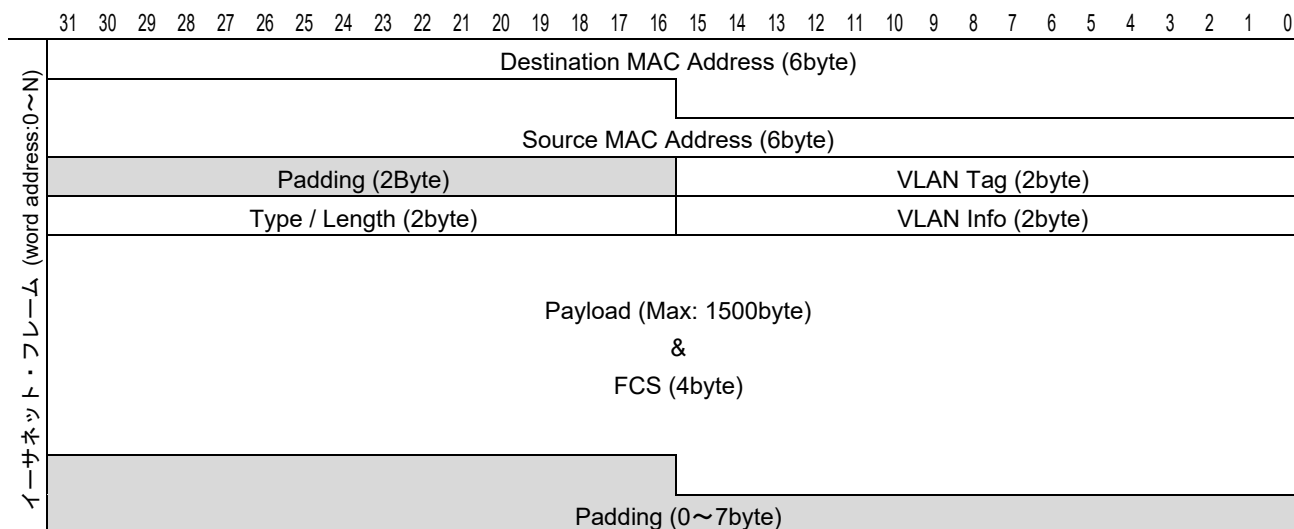 31 30 29 28 27 26 25 24 23 22 21 20 19 18 17 16 15 14 13 12 11 10 9 8 7 6 5 4 3 2 1 0
イーサネット・フレーム (word address:0～N)
Destination MAC Address (6byte)
Source MAC Address (6byte)
Padding (2Byte) VLAN Tag (2byte)
Type / Length (2byte) VLAN Info (2byte)
Payload (Max: 1500byte)
&
FCS (4byte)
Padding (0～7byte)